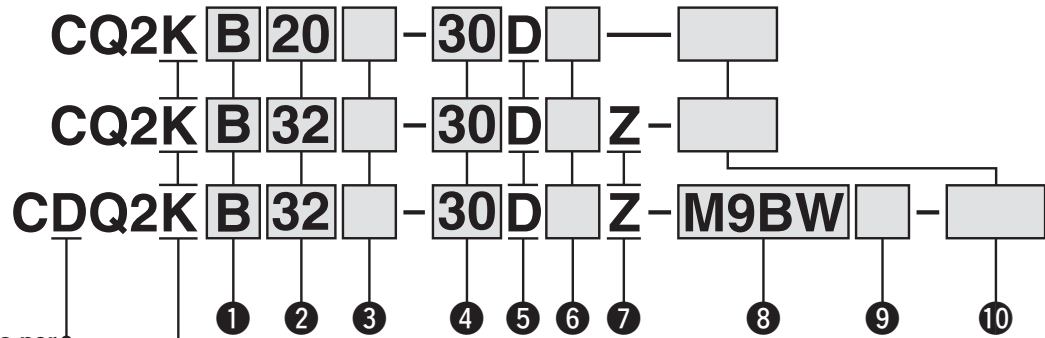 CQ2K B 20 – 30 D —
CQ2K B 32 – 30 D Z –
CDQ2K B 32 – 30 D Z – M9BW –
❶ ❷ ❸ ❹ ❺ ❻ ❼ ❽ ❾ ❿